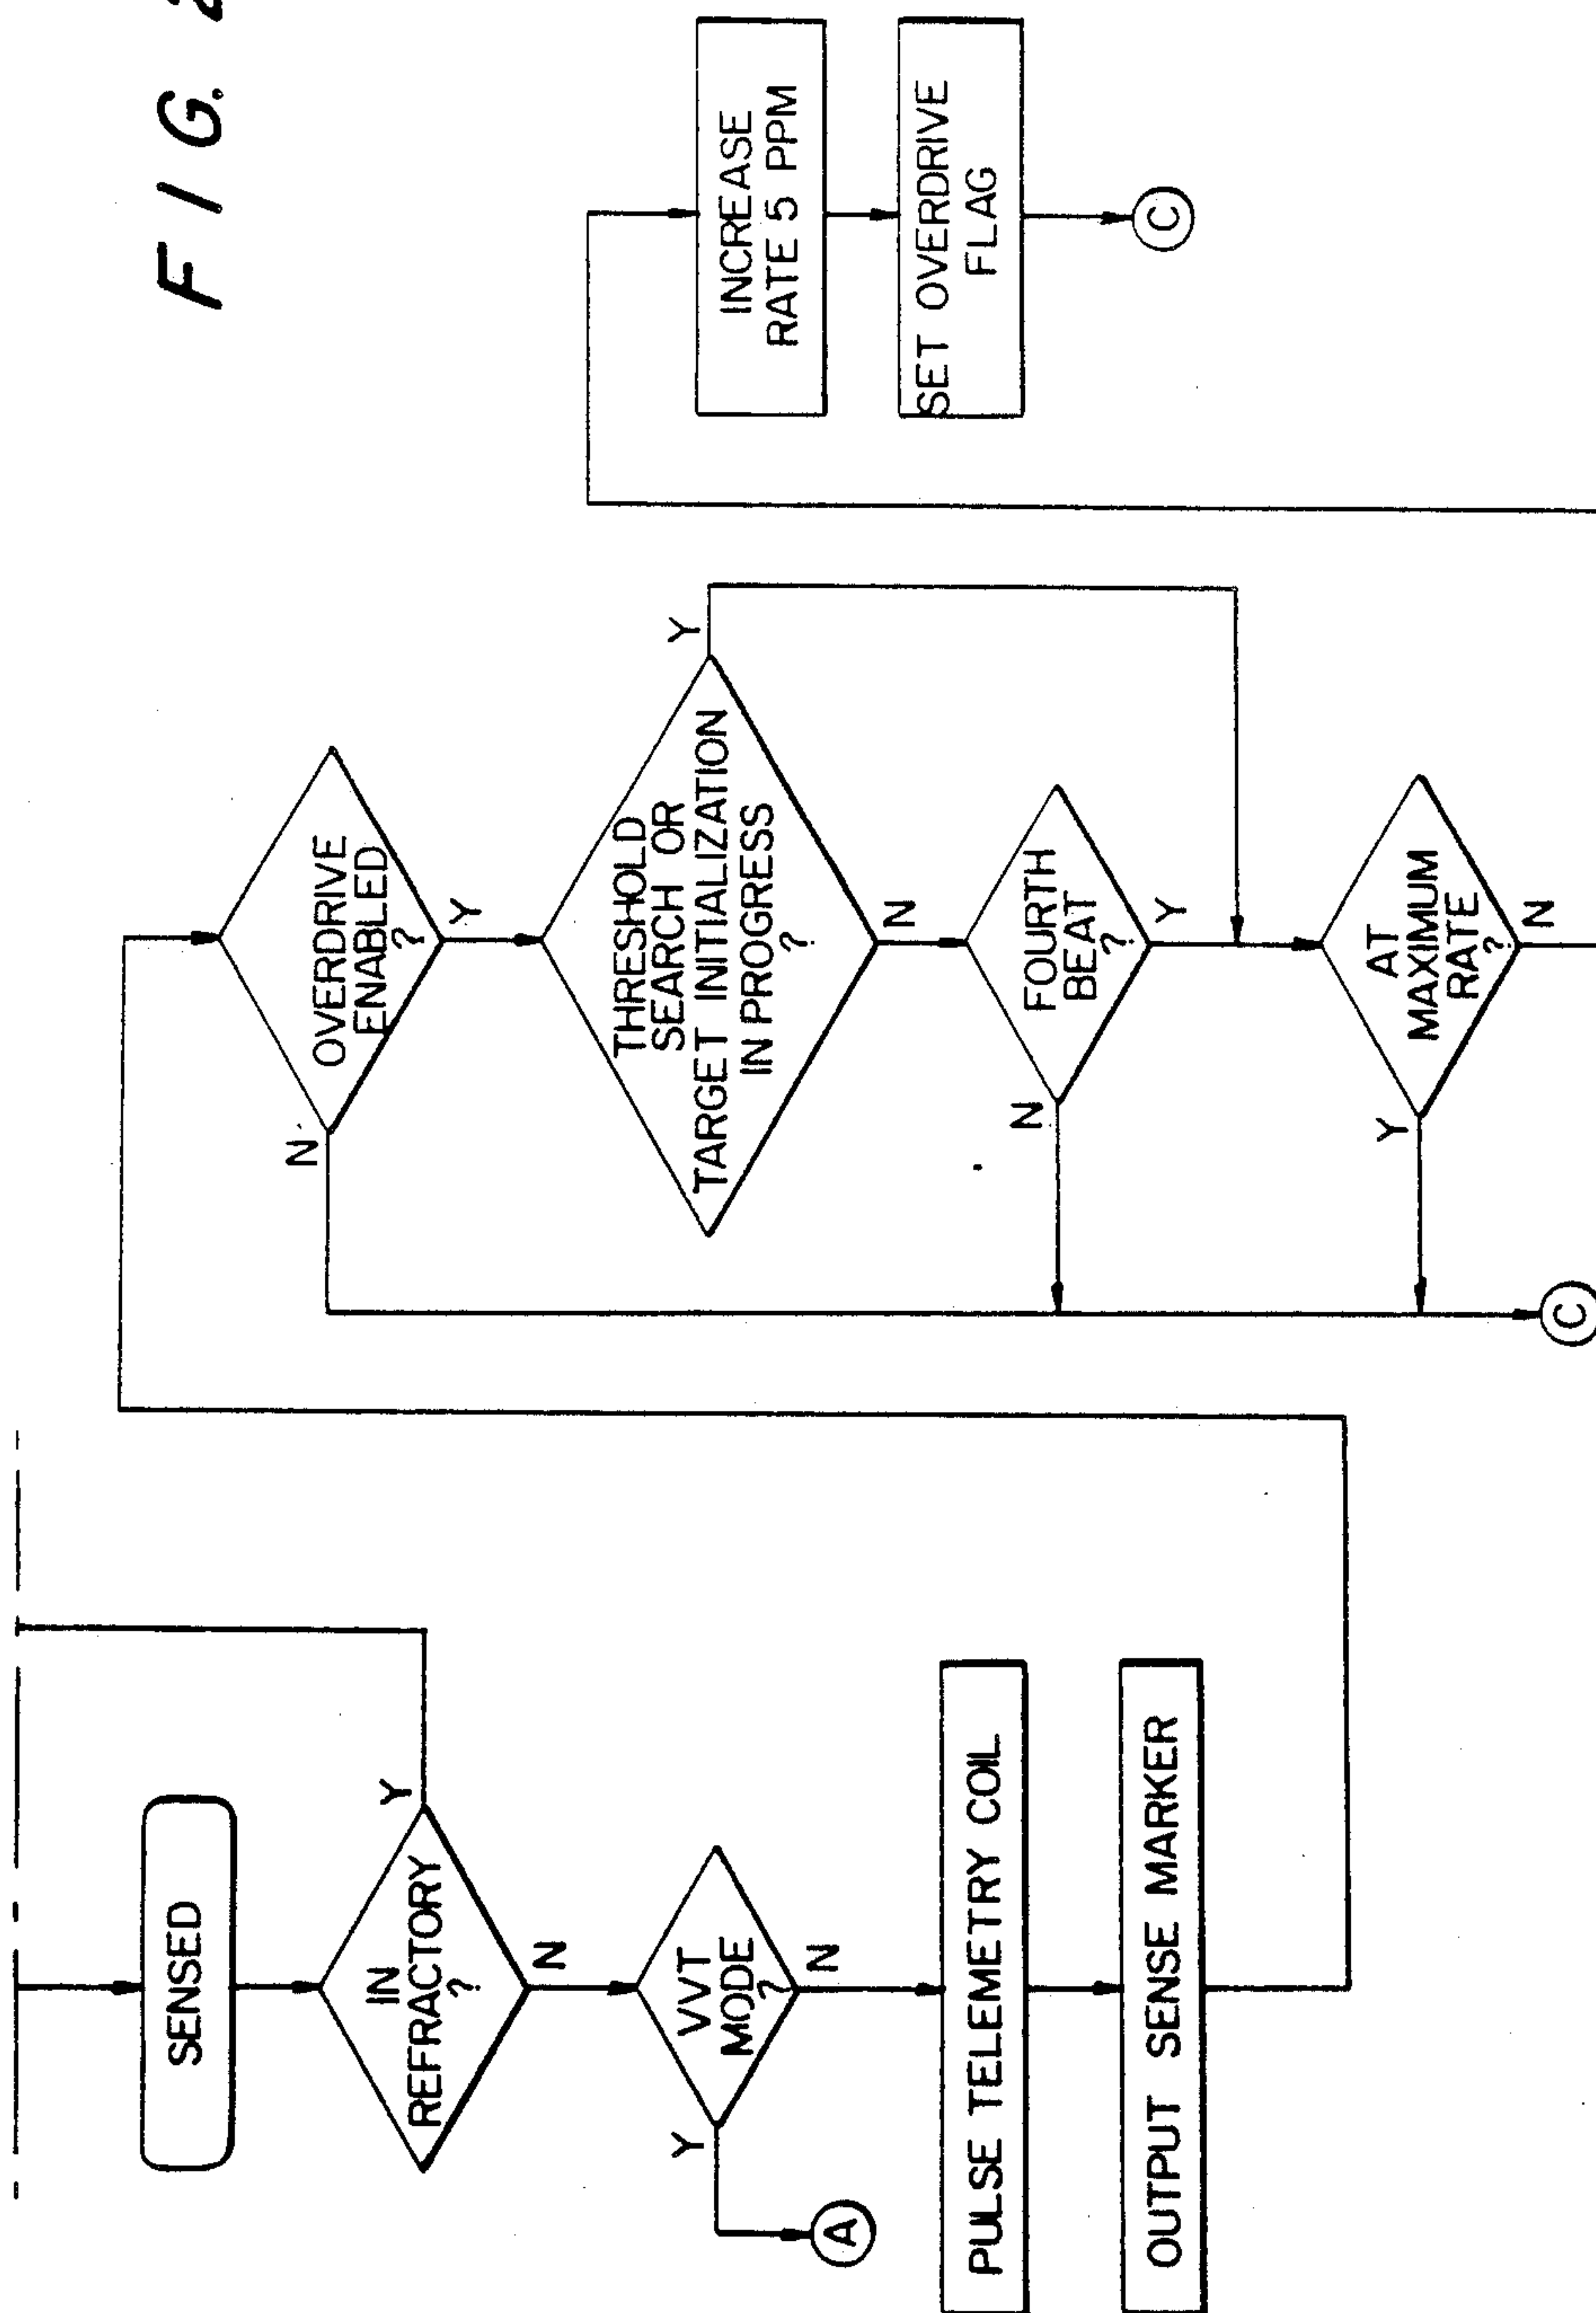 FIG. 2
SENSED
IN
REFRACTORY
?
Y
N
VVT
MODE
?
Y
N
A
PULSE TELEMETRY COIL
OUTPUT SENSE MARKER
OVERDRIVE
ENABLED
?
N
Y
THRESHOLD
SEARCH OR
TARGET INITIALIZATION
IN PROGRESS
?
Y
N
FOURTH
BEAT
?
N
Y
AT
MAXIMUM
RATE
?
Y
N
C
INCREASE
RATE 5 PPM
SET OVERDRIVE
FLAG
C